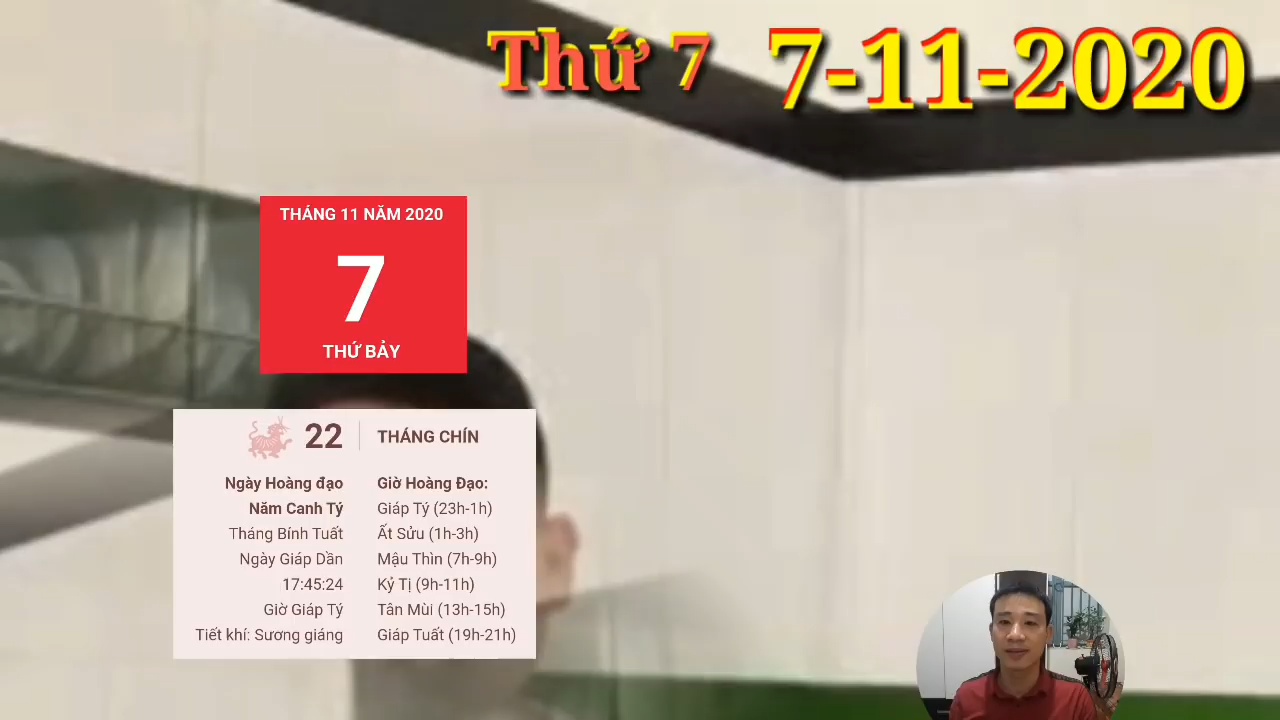 Thứ 7
7-11-2020
THÁNG 11 NĂM 2020
7
THỨ BẢY
22
THÁNG CHÍN
Ngày Hoàng đạo
Năm Canh Tý
Tháng Bính Tuất
Ngày Giáp Dần
17:45:24
Giờ Giáp Tý
Tiết khí: Sương giáng
Giờ Hoàng Đạo:
Giáp Tý (23h-1h)
Ất Sửu (1h-3h)
Mậu Thìn (7h-9h)
Kỷ Tị (9h-11h)
Tân Mùi (13h-15h)
Giáp Tuất (19h-21h)